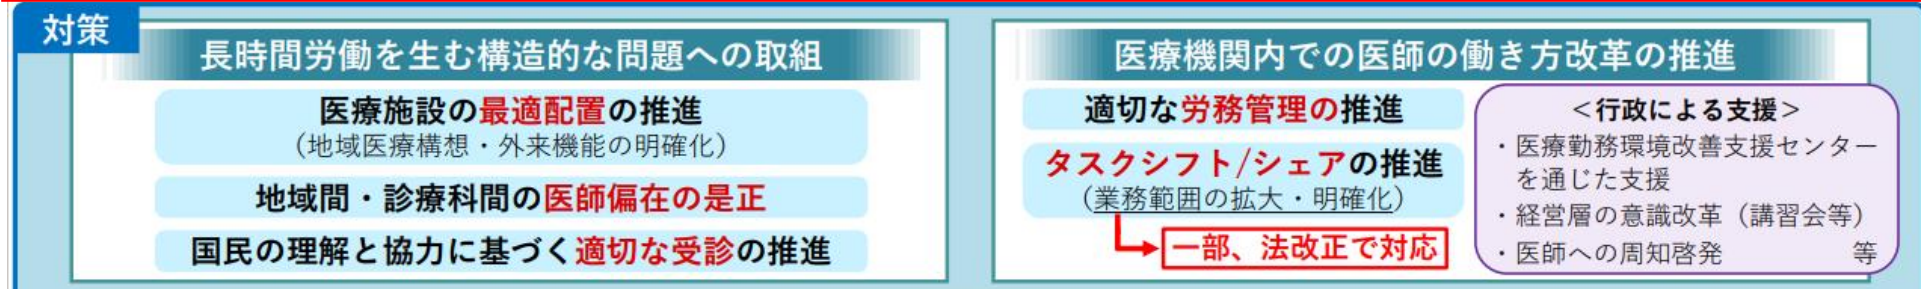 対策
長時間労働を生む構造的な問題への取組
医療施設の最適配置の推進
（地域医療構想・外来機能の明確化）
地域間・診療科間の医師偏在の是正
国民の理解と協力に基づく適切な受診の推進
医療機関内での医師の働き方改革の推進
適切な労務管理の推進
タスクシフト/シェアの推進
（業務範囲の拡大・明確化）
一部、法改正で対応
＜行政による支援＞
・医療勤務環境改善支援センター
を通じた支援
・経営層の意識改革（講習会等）
・医師への周知啓発 等